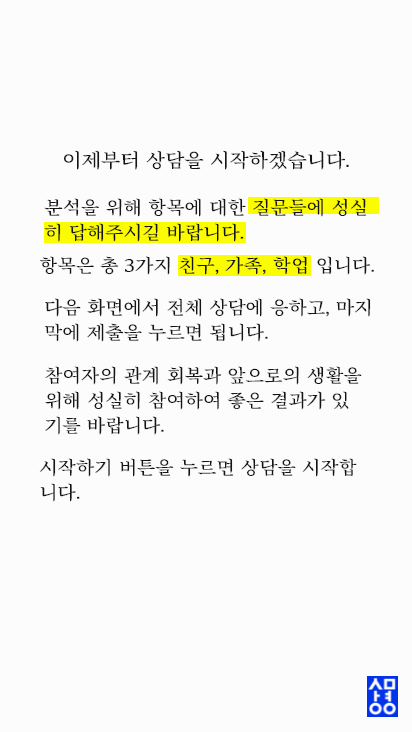 이제부터 상담을 시작하겠습니다.
분석을 위해 항목에 대한 질문들에 성실
히 답해주시길 바랍니다.
항목은 총 3가지 친구, 가족, 학업 입니다.
다음 화면에서 전체 상담에 응하고, 마지
막에 제출을 누르면 됩니다.
참여자의 관계 회복과 앞으로의 생활을
위해 성실히 참여하여 좋은 결과가 있
기를 바랍니다.
시작하기 버튼을 누르면 상담을 시작합
니다.